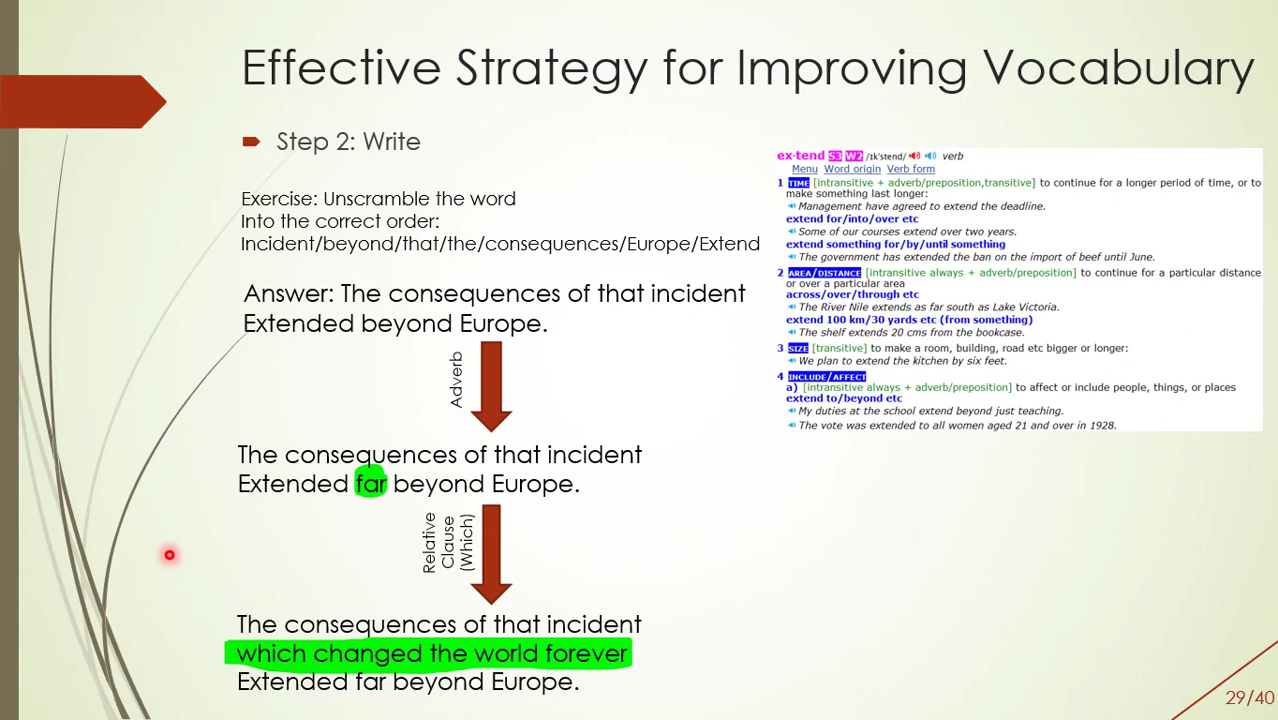 Effective Strategy for Improving Vocabulary
Step 2: Write
Exercise: Unscramble the word
Into the correct order:
Incident/beyond/that/the/consequences/Europe/Extend
Answer: The consequences of that incident
Extended beyond Europe.
Adverb
The consequences of that incident
Extended far beyond Europe.
Relative
Clause
(Which)
The consequences of that incident
which changed the world forever
Extended far beyond Europe.
ex·tend S3 W2 /ɪk'stend/ verb
Menu Word origin Verb form
1 TIME [intransitive + adverb/preposition,transitive] to continue for a longer period of time, or to
make something last longer:
Management have agreed to extend the deadline.
extend for/into/over etc
Some of our courses extend over two years.
extend something for/by/until something
The government has extended the ban on the import of beef until June.
2 AREA/DISTANCE [intransitive always + adverb/preposition] to continue for a particular distance
or over a particular area
across/over/through etc
The River Nile extends as far south as Lake Victoria.
extend 100 km/30 yards etc (from something)
The shelf extends 20 cms from the bookcase.
3 SIZE [transitive] to make a room, building, road etc bigger or longer:
We plan to extend the kitchen by six feet.
4 INCLUDE/AFFECT
a) [intransitive always + adverb/preposition] to affect or include people, things, or places
extend to/beyond etc
My duties at the school extend beyond just teaching.
The vote was extended to all women aged 21 and over in 1928.
29/40